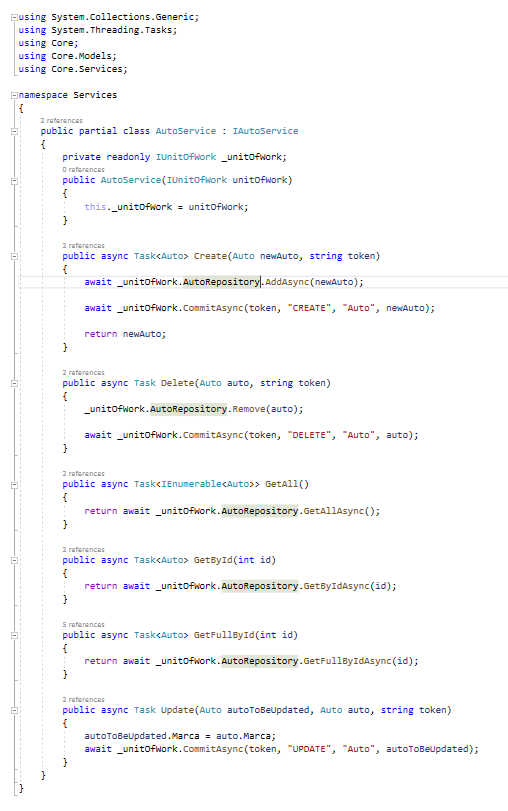 using System.Collections.Generic;
using System.Threading.Tasks;
using Core;
using Core.Models;
using Core.Services;
namespace Services
{
2 references
public partial class AutoService : IAutoService
{
private readonly IUnitOfWork _unitOfWork;
0 references
public AutoService(IUnitOfWork unitOfWork)
{
this._unitOfWork = unitOfWork;
}
2 references
public async Task<Auto> Create(Auto newAuto, string token)
{
await _unitOfWork.AutoRepository.AddAsync(newAuto);
await _unitOfWork.CommitAsync(token, "CREATE", "Auto", newAuto);
return newAuto;
}
2 references
public async Task Delete(Auto auto, string token)
{
_unitOfWork.AutoRepository.Remove(auto);
await _unitOfWork.CommitAsync(token, "DELETE", "Auto", auto);
}
2 references
public async Task<IEnumerable<Auto>> GetAll()
{
return await _unitOfWork.AutoRepository.GetAllAsync();
}
2 references
public async Task<Auto> GetById(int id)
{
return await _unitOfWork.AutoRepository.GetByIdAsync(id);
}
5 references
public async Task<Auto> GetFullById(int id)
{
return await _unitOfWork.AutoRepository.GetFullByIdAsync(id);
}
2 references
public async Task Update(Auto autoToBeUpdated, Auto auto, string token)
{
autoToBeUpdated.Marca = auto.Marca;
await _unitOfWork.CommitAsync(token, "UPDATE", "Auto", autoToBeUpdated);
}
}
}